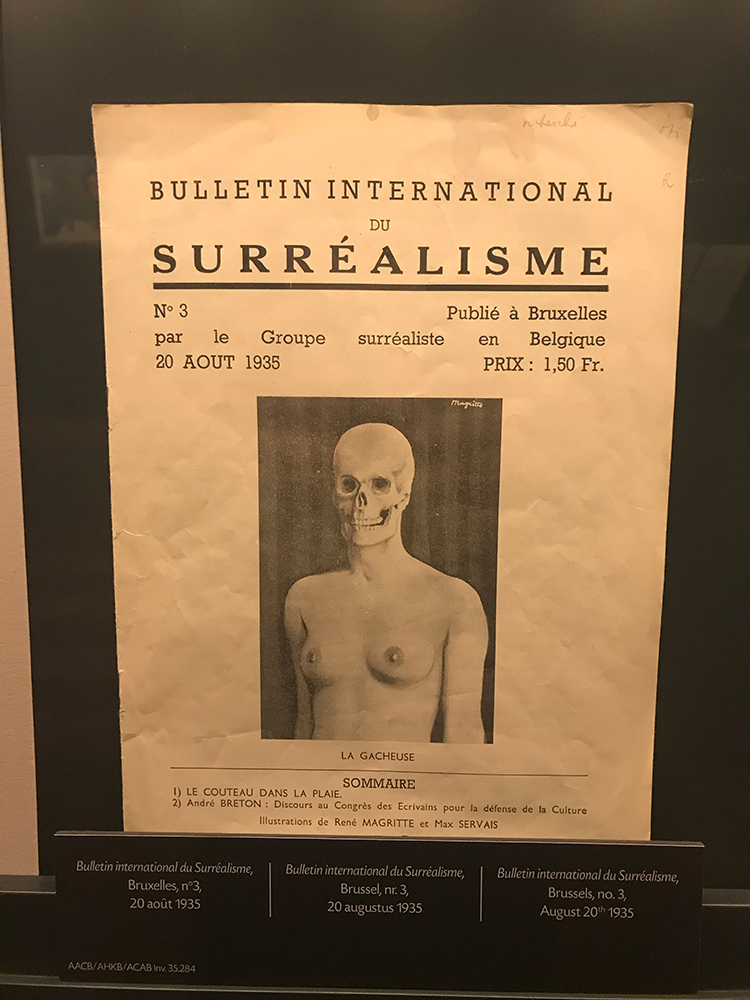 recherché
R
BULLETIN INTERNATIONAL
DU
SURRÉALISME
Nº 3 Publié à Bruxelles
par le Groupe surréaliste en Belgique
20 AOUT 1935 PRIX : 1,50 Fr.
Magritte
LA GACHEUSE
SOMMAIRE
1) LE COUTEAU DANS LA PLAIE.
2) André BRETON : Discours au Congrès des Ecrivains pour la défense de la Culture
Illustrations de René MAGRITTE et Max SERVAIS
Bulletin international du Surréalisme,
Bruxelles, n°3,
20 août 1935
Bulletin international du Surréalisme,
Brussel, nr. 3,
20 augustus 1935
Bulletin international du Surréalisme,
Brussels, no. 3,
August 20th 1935
AACB/AHKB/ACAB Inv. 35.284